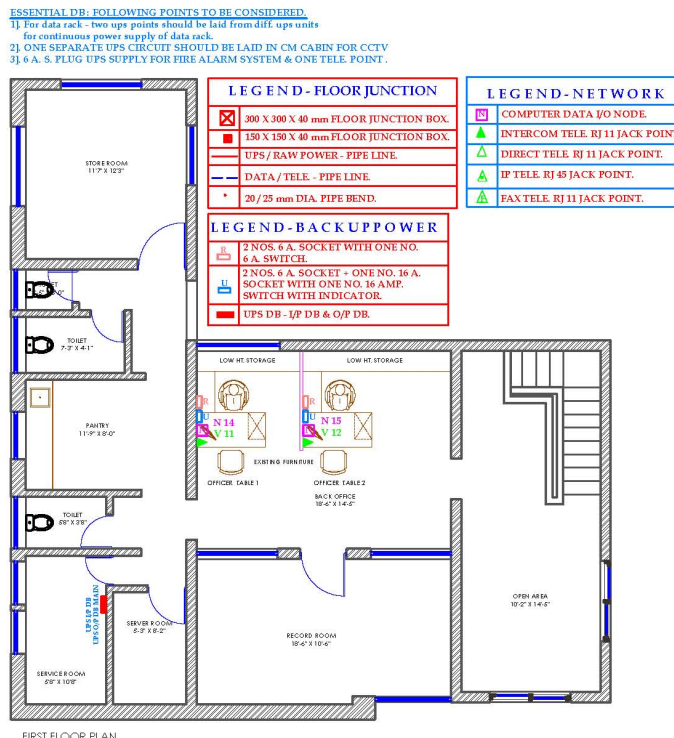 ESSENTIAL DB: FOLLOWING POINTS TO BE CONSIDERED.
1]. For data rack - two ups points should be laid from diff. ups units
for continuous power supply of data rack.
2]. ONE SEPARATE UPS CIRCUIT SHOULD BE LAID IN CM CABIN FOR CCTV
3]. 6 A. S. PLUG UPS SUPPLY FOR FIRE ALARM SYSTEM & ONE TELE. POINT .
LEGEND-FLOOR JUNCTION
300 X 300 X 40 mm FLOOR JUNCTION BOX.
150 X 150 X 40 mm FLOOR JUNCTION BOX.
UPS / RAW POWER - PIPE LINE.
DATA / TELE. - PIPE LINE.
20 / 25 mm DIA. PIPE BEND.
LEGEND-NETWORK
N COMPUTER DATA I/O NODE.
INTERCOM TELE. RJ 11 JACK POINT
DIRECT TELE. RJ 11 JACK POINT.
IP TELE. RJ 45 JACK POINT.
FAX TELE. RJ 11 JACK POINT.
LEGEND-BACKUPPOWER
R 2 NOS. 6 A. SOCKET WITH ONE NO.
6 A. SWITCH.
U 2 NOS. 6 A. SOCKET + ONE NO. 16 A.
SOCKET WITH ONE NO. 16 AMP.
SWITCH WITH INDICATOR.
UPS DB - I/P DB & O/P DB.
STORE ROOM
11'7" X 12'3"
TOILET
7'-3" X 4'-1"
LOW HT. STORAGE
LOW HT. STORAGE
R
R
U
U
N 14
N 15
N
N
V 11
V 12
PANTRY
11'-9" X 8'-0"
EXISTING FURNITURE
OFFICER TABLE 1
OFFICER TABLE 2
BACK OFFICE
18'-6" X 14'-5"
TOILET
5'8" X 3'8"
UPS I/P DB
UPS O/P DB MAIN
SERVER ROOM
5'-3" X 8'-2"
RECORD ROOM
18'-6" X 10'-6"
OPEN AREA
10'-2" X 14'-5"
SERVICE ROOM
5'8" X 10'8"
FIRST FLOOR PLAN